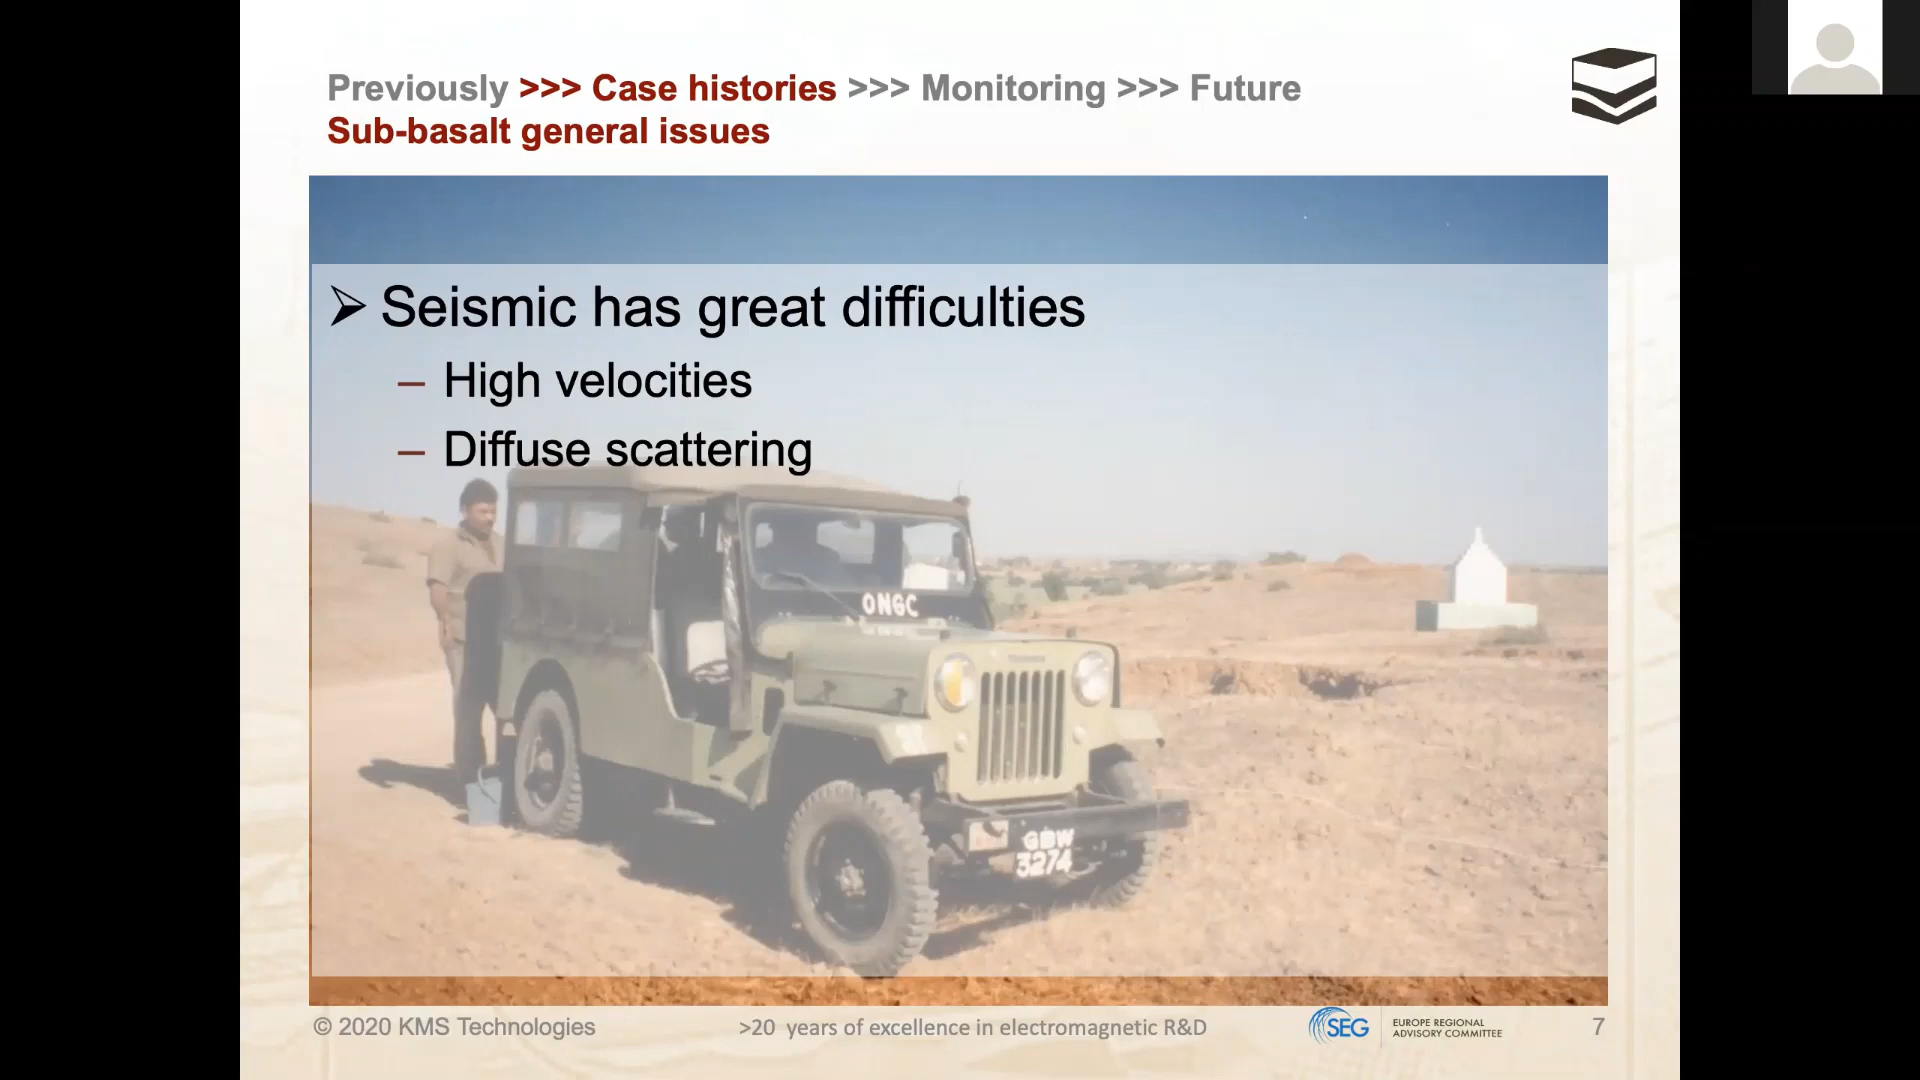 Previously >>> Case histories >>> Monitoring >>> Future
Sub-basalt general issues
➢ Seismic has great difficulties
– High velocities
– Diffuse scattering
ONGC
GBW
3274
© 2020 KMS Technologies
>20 years of excellence in electromagnetic R&D
SEG
EUROPE REGIONAL
ADVISORY COMMITTEE
7